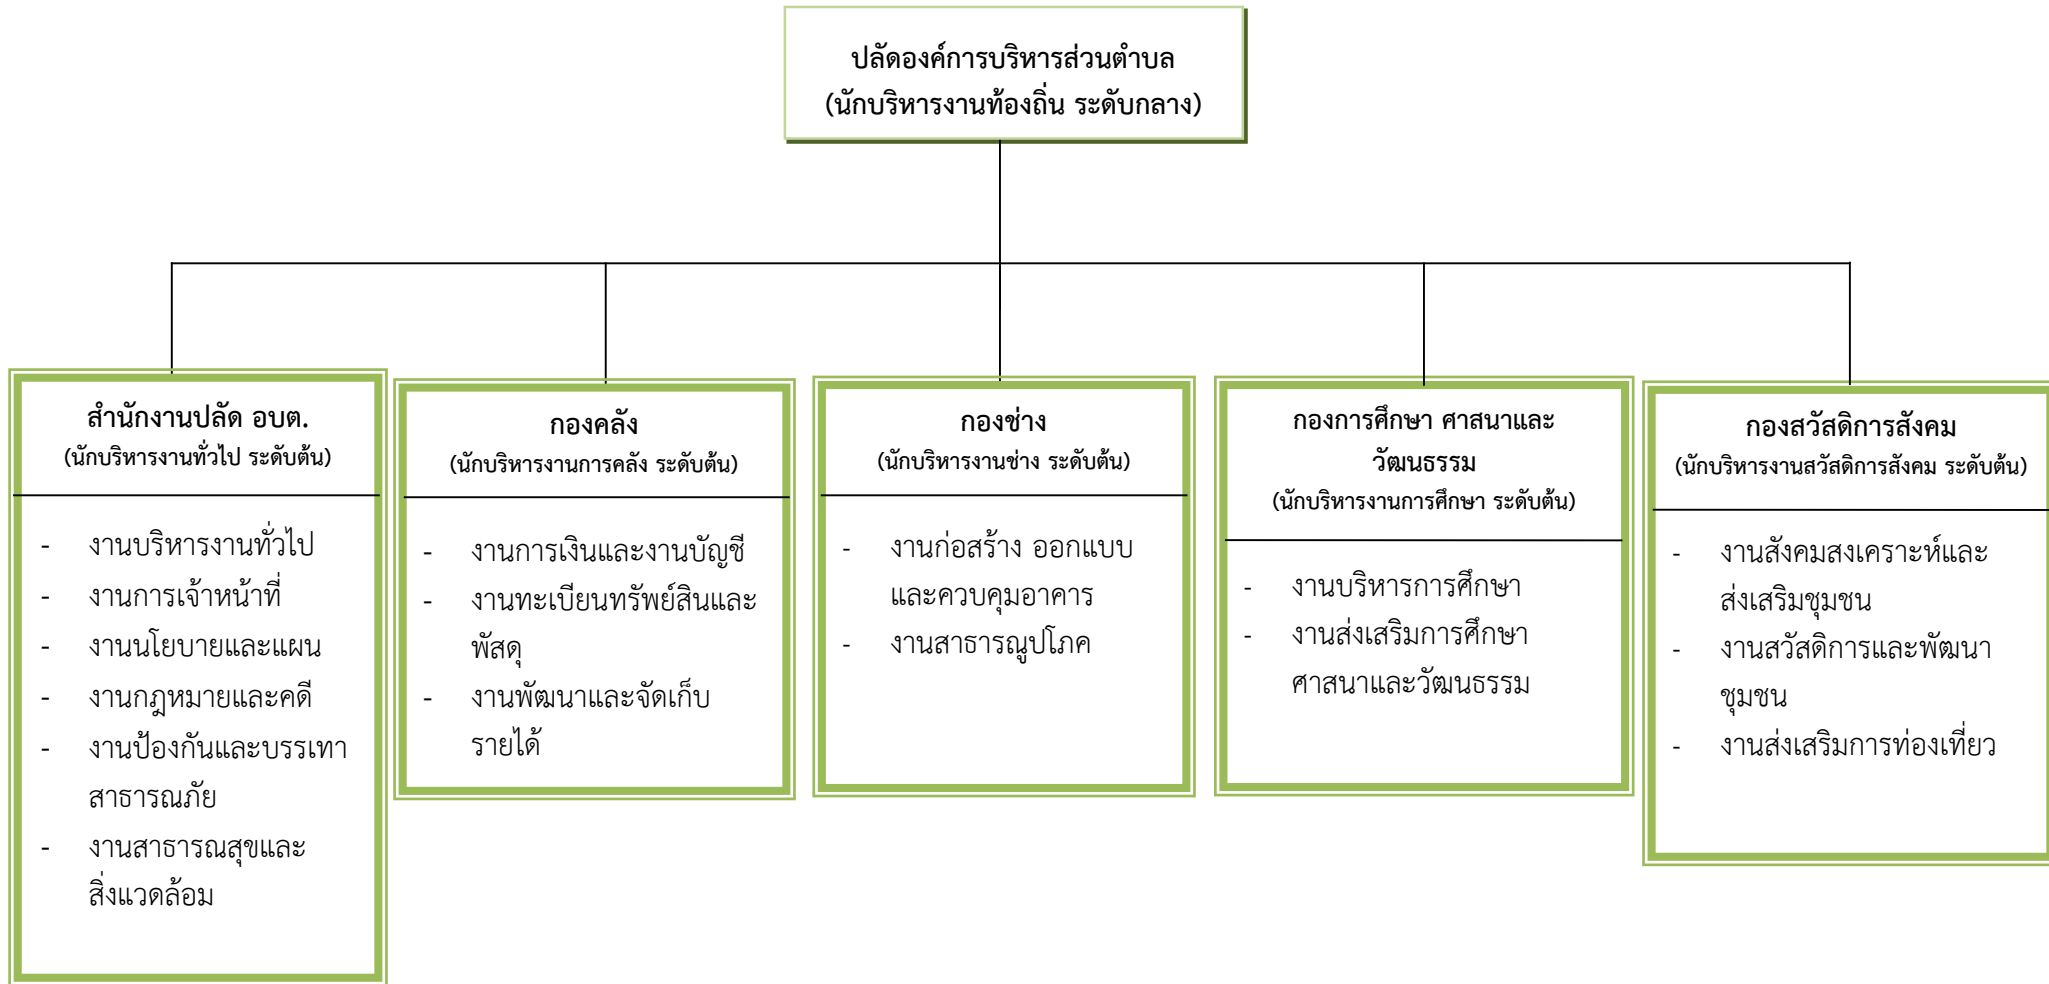 ปลัดองค์การบริหารส่วนตำบล
(นักบริหารงานท้องถิ่น ระดับกลาง)
สำนักงานปลัด อบต.
(นักบริหารงานทั่วไป ระดับต้น)
- งานบริหารงานทั่วไป
- งานการเจ้าหน้าที่
- งานนโยบายและแผน
- งานกฎหมายและคดี
- งานป้องกันและบรรเทา
สาธารณภัย
- งานสาธารณสุขและ
สิ่งแวดล้อม
กองคลัง
(นักบริหารงานการคลัง ระดับต้น)
- งานการเงินและงานบัญชี
- งานทะเบียนทรัพย์สินและ
พัสดุ
- งานพัฒนาและจัดเก็บ
รายได้
กองช่าง
(นักบริหารงานช่าง ระดับต้น)
- งานก่อสร้าง ออกแบบ
และควบคุมอาคาร
- งานสาธารณูปโภค
กองการศึกษา ศาสนาและ
วัฒนธรรม
(นักบริหารงานการศึกษา ระดับต้น)
- งานบริหารการศึกษา
- งานส่งเสริมการศึกษา
ศาสนาและวัฒนธรรม
กองสวัสดิการสังคม
(นักบริหารงานสวัสดิการสังคม ระดับต้น)
- งานสังคมสงเคราะห์และ
ส่งเสริมชุมชน
- งานสวัสดิการและพัฒนา
ชุมชน
- งานส่งเสริมการท่องเที่ยว